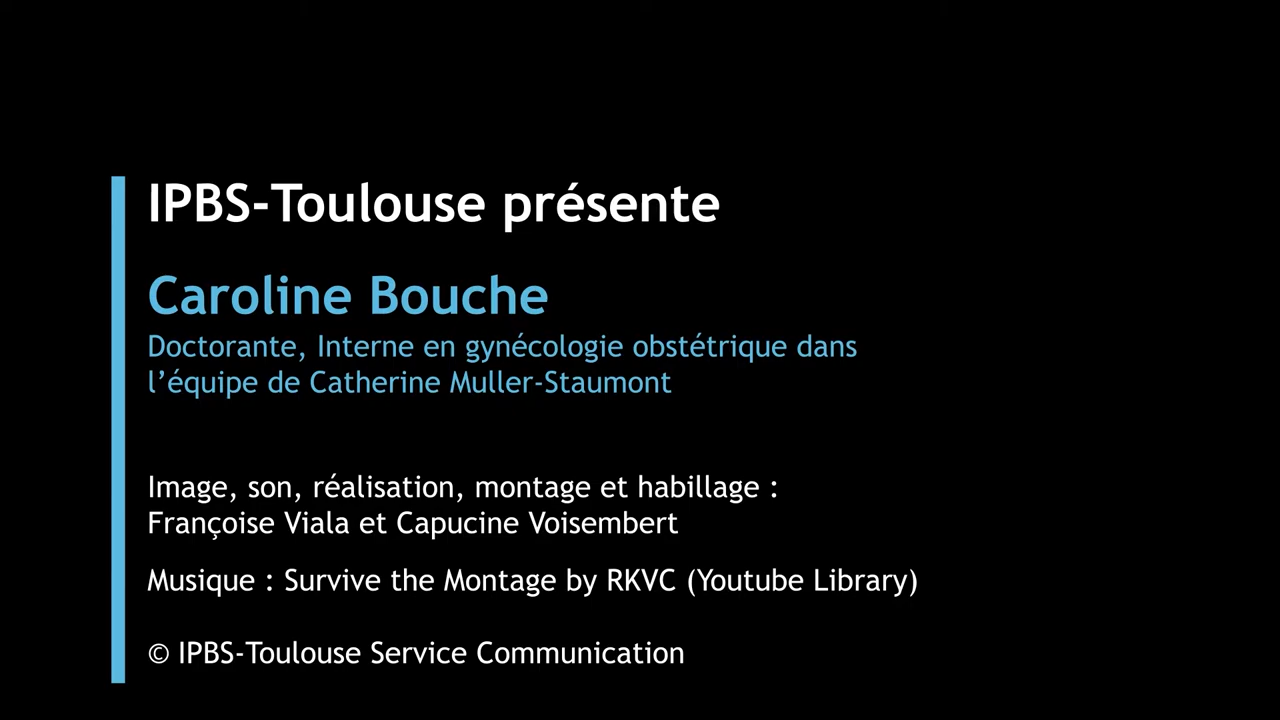 IPBS-Toulouse présente
Caroline Bouche
Doctorante, Interne en gynécologie obstétrique dans
l’équipe de Catherine Muller-Staumont
Image, son, réalisation, montage et habillage :
Françoise Viala et Capucine Voisembert
Musique : Survive the Montage by RKVC (Youtube Library)
© IPBS-Toulouse Service Communication